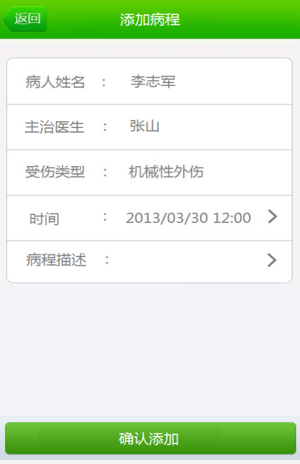 返回 添加病程
病人姓名 : 李志军
主治医生 : 张山
受伤类型 : 机械性外伤
时间 : 2013/03/30 12:00
病程描述 :
确认添加